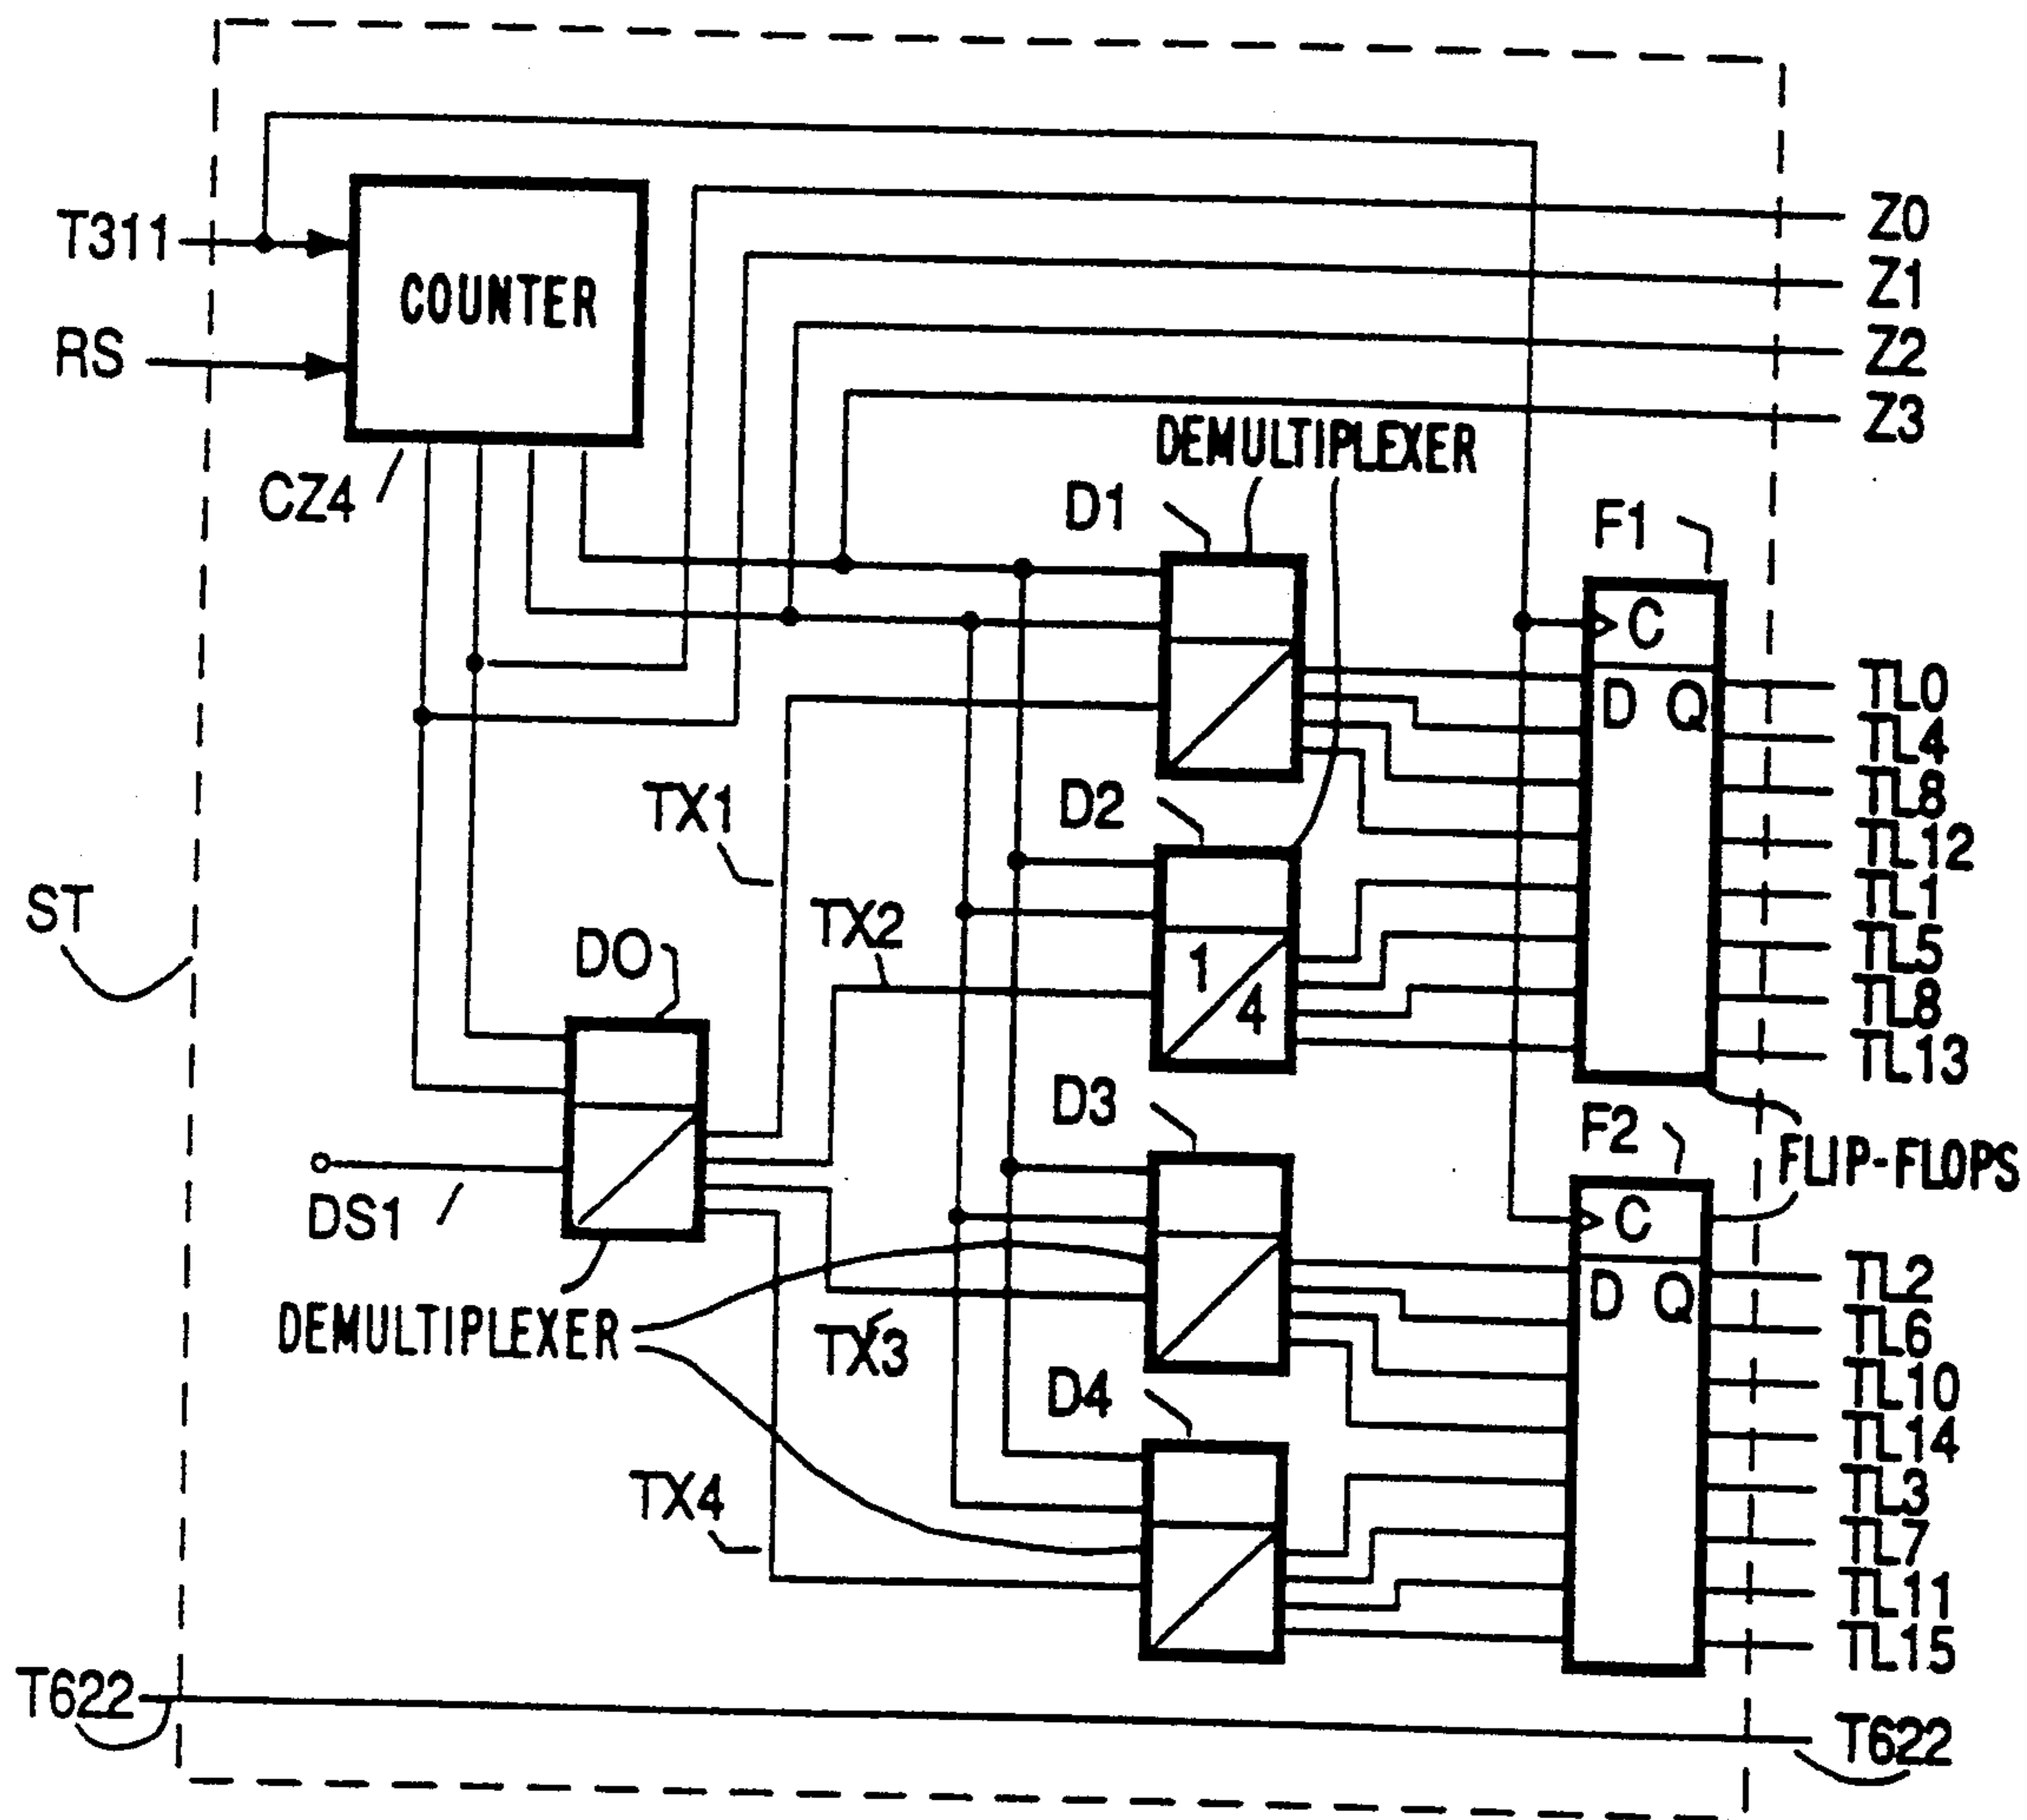 T311
RS
COUNTER
CZ4
Z0
Z1
Z2
Z3
DEMULTIPLEXER
D1
F1
C
D Q
TL0
TL4
TL8
TL12
TL1
TL5
TL8
TL13
TX1
D2
1
4
TX2
ST
DO
DS1
DEMULTIPLEXER
TX3
TX4
D3
D4
F2
FLIP-FLOPS
C
D Q
TL2
TL6
TL10
TL14
TL3
TL7
TL11
TL15
T622
T622